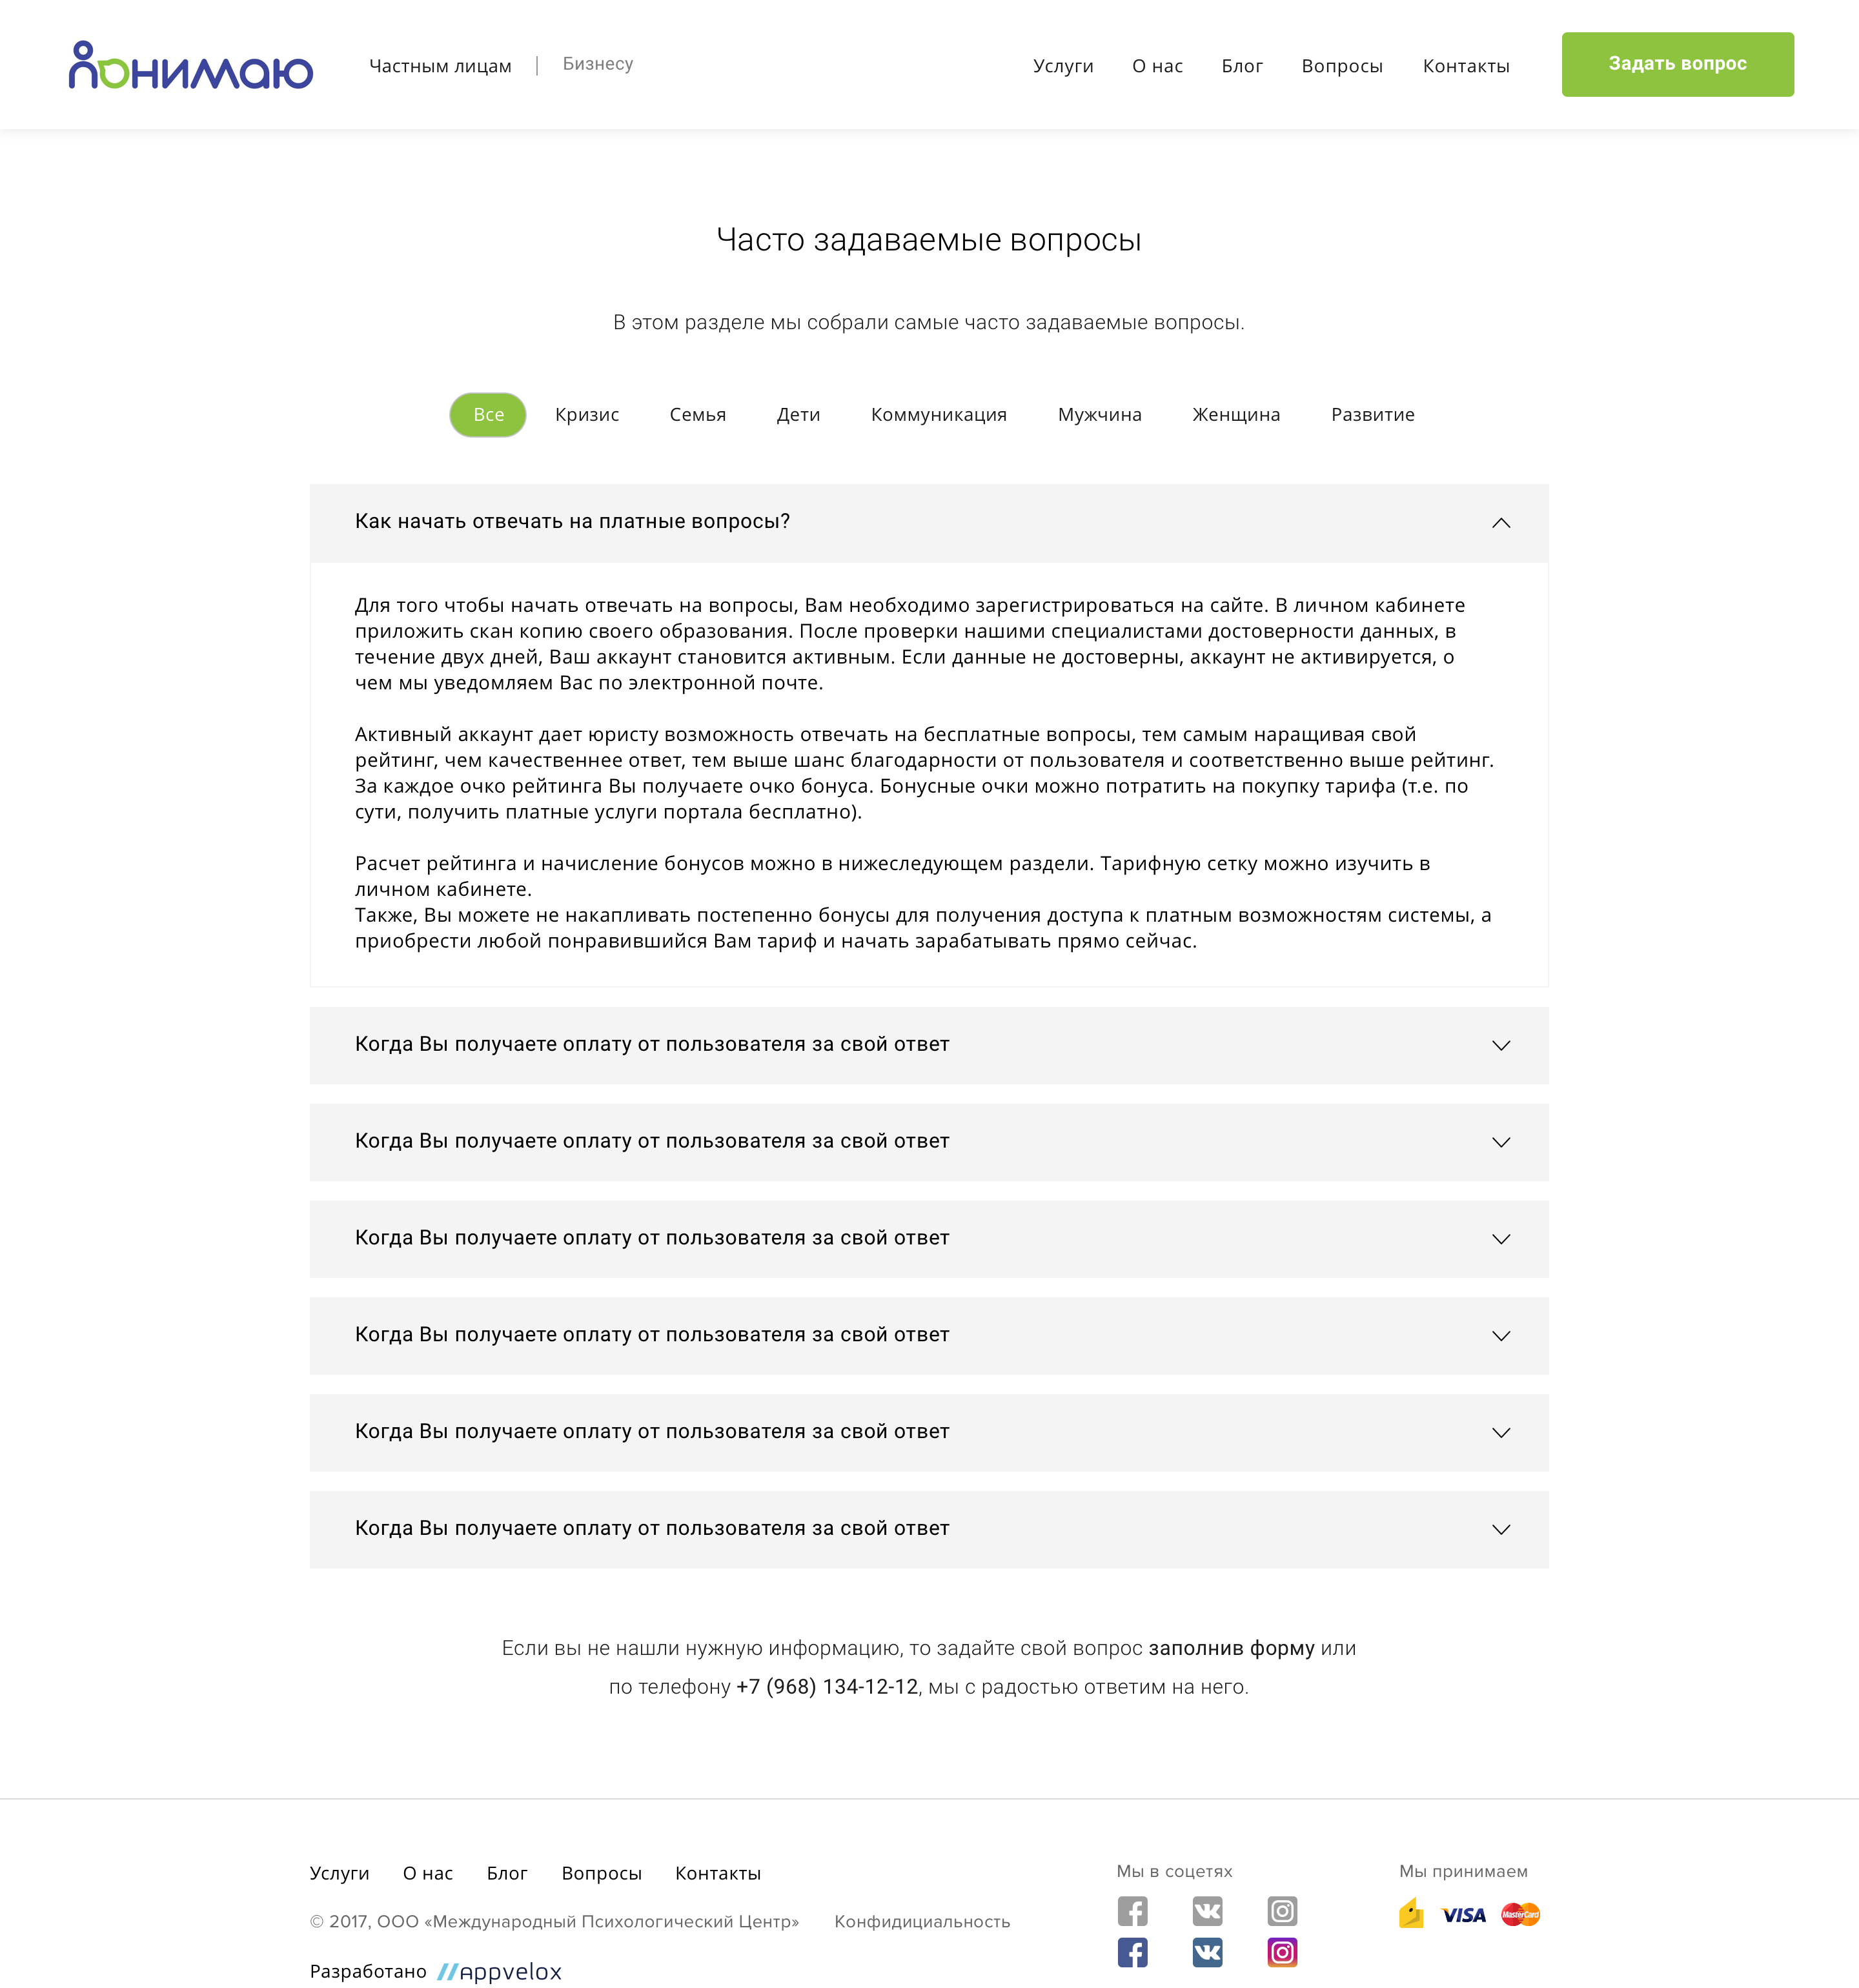 Понимаю
Частным лицам | Бизнесу
Услуги О нас Блог Вопросы Контакты
Задать вопрос
Часто задаваемые вопросы
В этом разделе мы собрали самые часто задаваемые вопросы.
Все Кризис Семья Дети Коммуникация Мужчина Женщина Развитие
Как начать отвечать на платные вопросы?
Для того чтобы начать отвечать на вопросы, Вам необходимо зарегистрироваться на сайте. В личном кабинете
приложить скан копию своего образования. После проверки нашими специалистами достоверности данных, в
течение двух дней, Ваш аккаунт становится активным. Если данные не достоверны, аккаунт не активируется, о
чем мы уведомляем Вас по электронной почте.
Активный аккаунт дает юристу возможность отвечать на бесплатные вопросы, тем самым наращивая свой
рейтинг, чем качественнее ответ, тем выше шанс благодарности от пользователя и соответственно выше рейтинг.
За каждое очко рейтинга Вы получаете очко бонуса. Бонусные очки можно потратить на покупку тарифа (т.е. по
сути, получить платные услуги портала бесплатно).
Расчет рейтинга и начисление бонусов можно в нижеследующем раздели. Тарифную сетку можно изучить в
личном кабинете.
Также, Вы можете не накапливать постепенно бонусы для получения доступа к платным возможностям системы, а
приобрести любой понравившийся Вам тариф и начать зарабатывать прямо сейчас.
Когда Вы получаете оплату от пользователя за свой ответ
Когда Вы получаете оплату от пользователя за свой ответ
Когда Вы получаете оплату от пользователя за свой ответ
Когда Вы получаете оплату от пользователя за свой ответ
Когда Вы получаете оплату от пользователя за свой ответ
Когда Вы получаете оплату от пользователя за свой ответ
Если вы не нашли нужную информацию, то задайте свой вопрос заполнив форму или
по телефону +7 (968) 134-12-12, мы с радостью ответим на него.
Услуги О нас Блог Вопросы Контакты
© 2017, ООО «Международный Психологический Центр» Конфидициальность
Разработано //appvelox
Мы в соцетях
Мы принимаем
VISA MasterCard